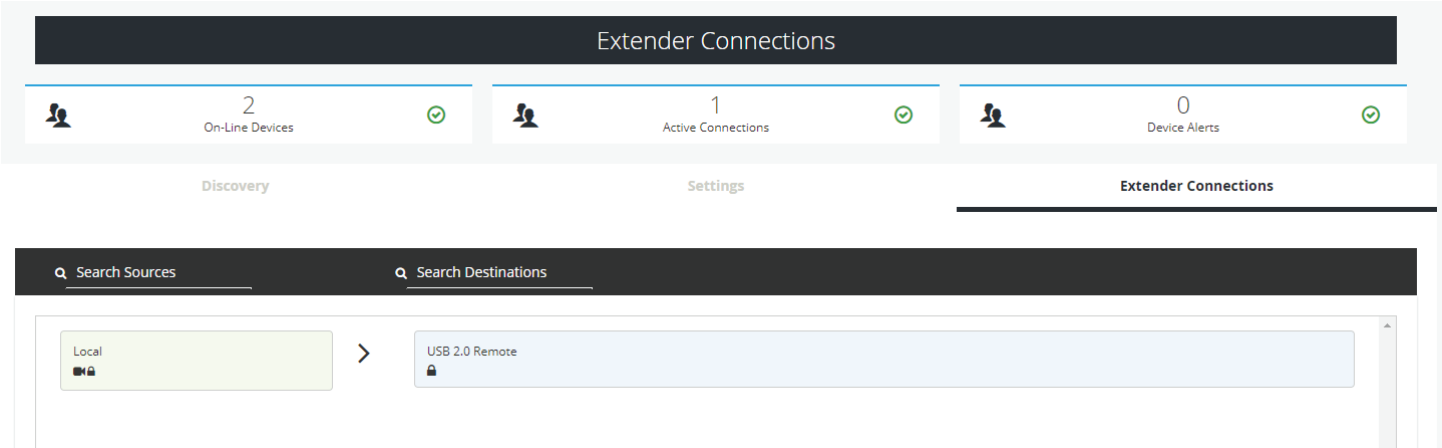 Extender Connections
2
On-Line Devices
1
Active Connections
0
Device Alerts
Discovery
Settings
Extender Connections
Search Sources
Search Destinations
Local
USB 2.0 Remote